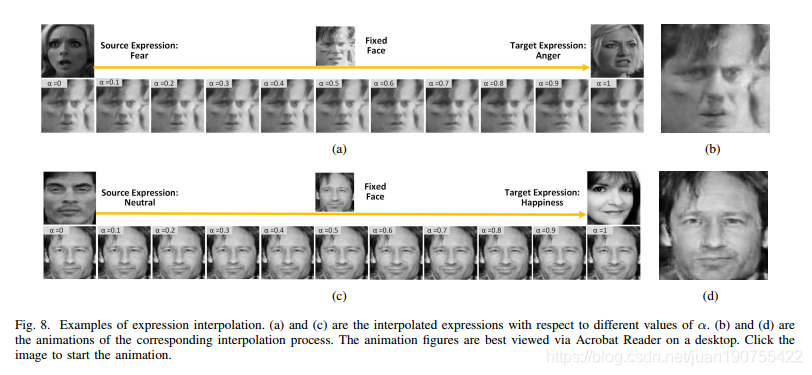 Source Expression:
Fear
Fixed
Face
Target Expression:
Anger
α=0 α=0.1 α=0.2 α=0.3 α=0.4 α=0.5 α=0.6 α=0.7 α=0.8 α=0.9 α=1
(a) (b)
Source Expression:
Neutral
Fixed
Face
Target Expression:
Happiness
α=0 α=0.1 α=0.2 α=0.3 α=0.4 α=0.5 α=0.6 α=0.7 α=0.8 α=0.9 α=1
(c) (d)
Fig. 8. Examples of expression interpolation. (a) and (c) are the interpolated expressions with respect to different values of α. (b) and (d) are
the animations of the corresponding interpolation process. The animation figures are best viewed via Acrobat Reader on a desktop. Click the
image to start the animation.
https://blog.csdn.net/juan190755422